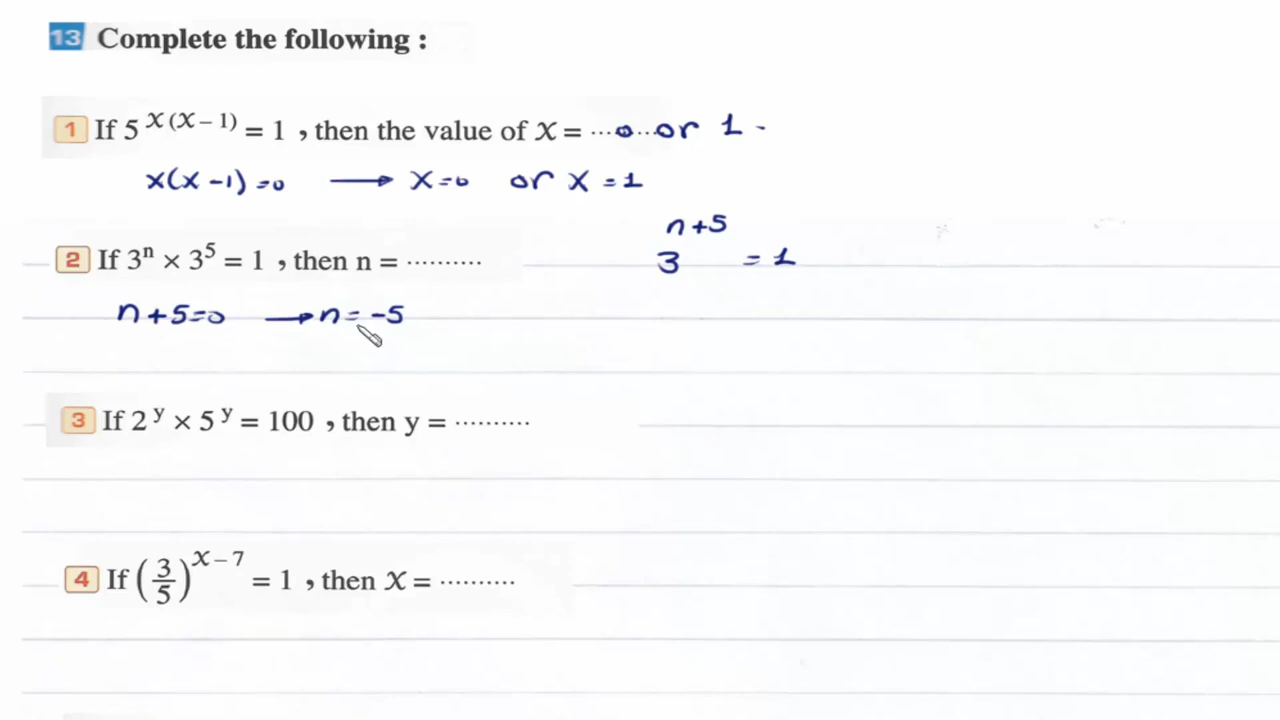 13 Complete the following :
1 If 5^x(x – 1) = 1 , then the value of x = ...0...or 1 .
x(x -1) =0 → x =0 or x =1
2 If 3^n × 3^5 = 1 , then n = ..........
3^n+5 = 1
n +5=0 → n = -5
3 If 2^y × 5^y = 100 , then y = ..........
4 If (3/5)^x – 7 = 1 , then x = ..........